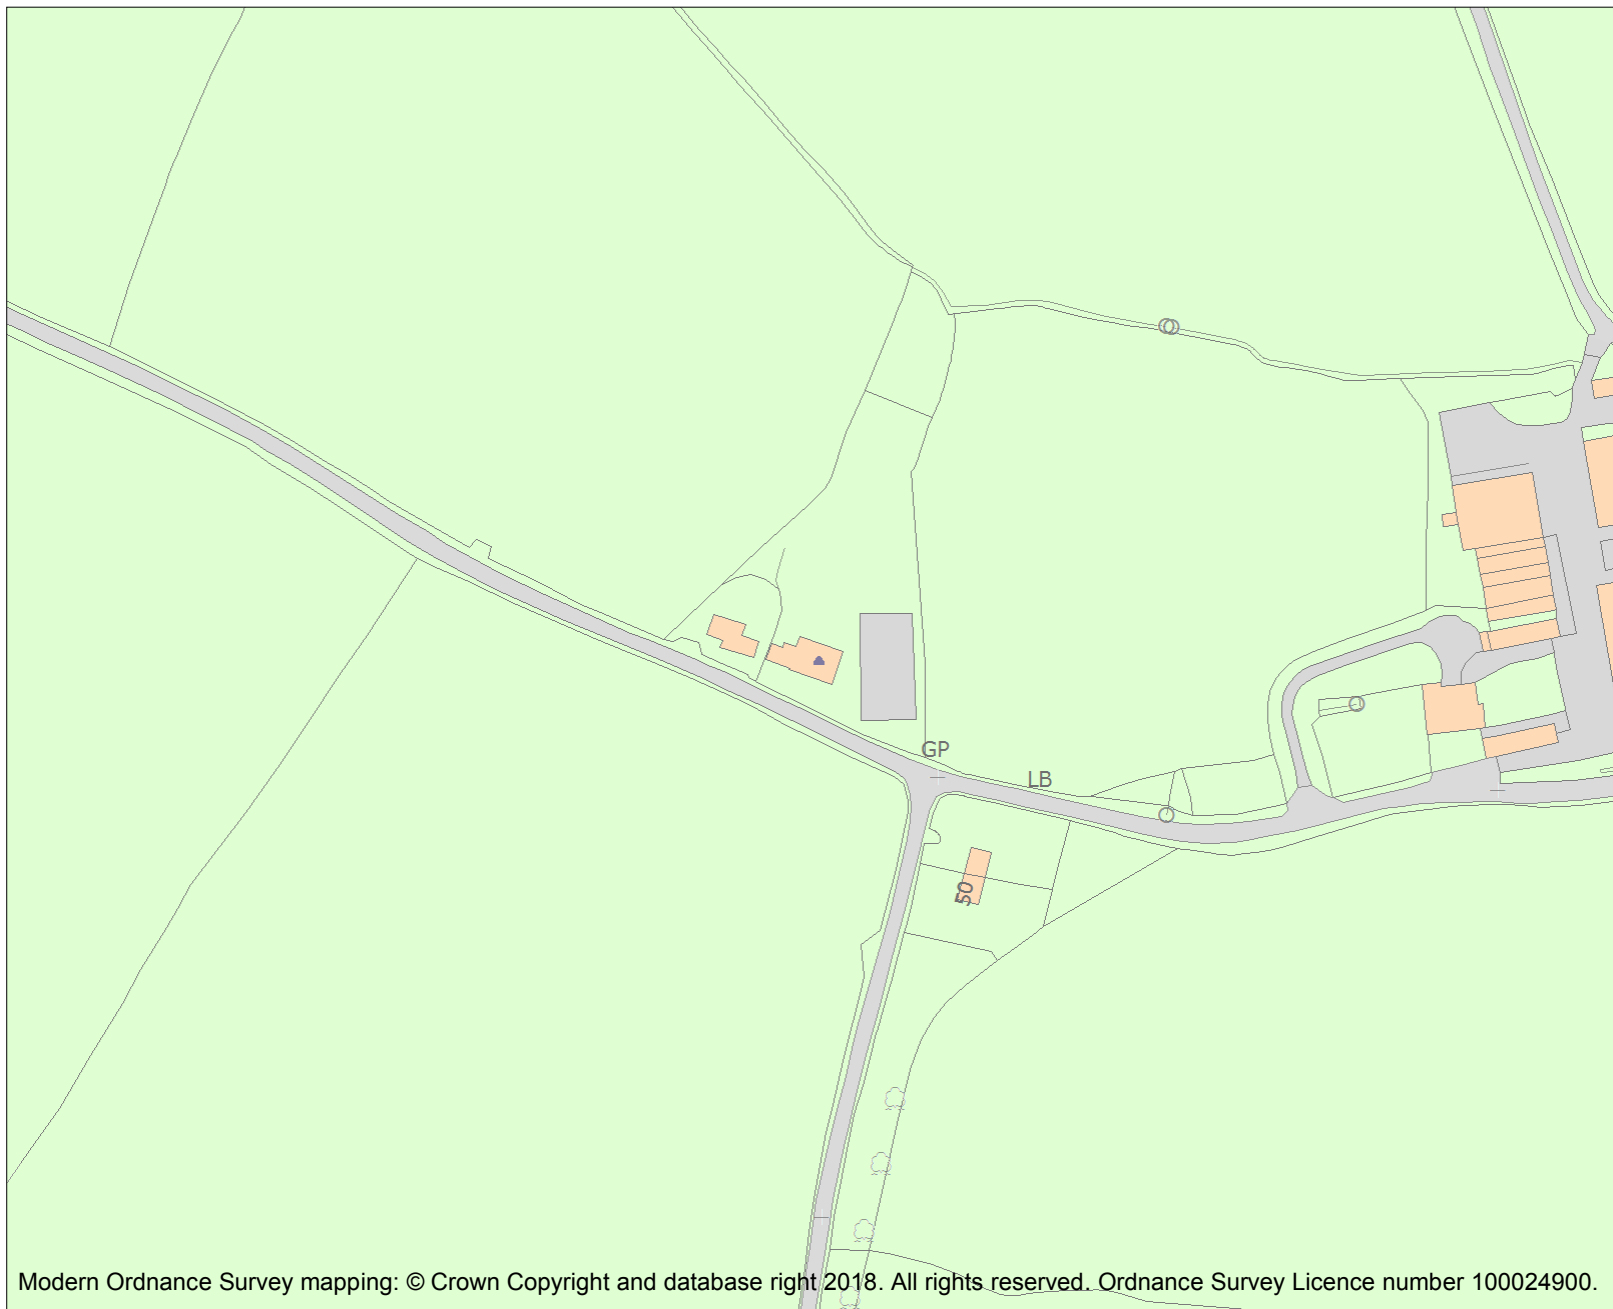 GP
LB
50
Modern Ordnance Survey mapping: © Crown Copyright and database right 2018. All rights reserved. Ordnance Survey Licence number 100024900.